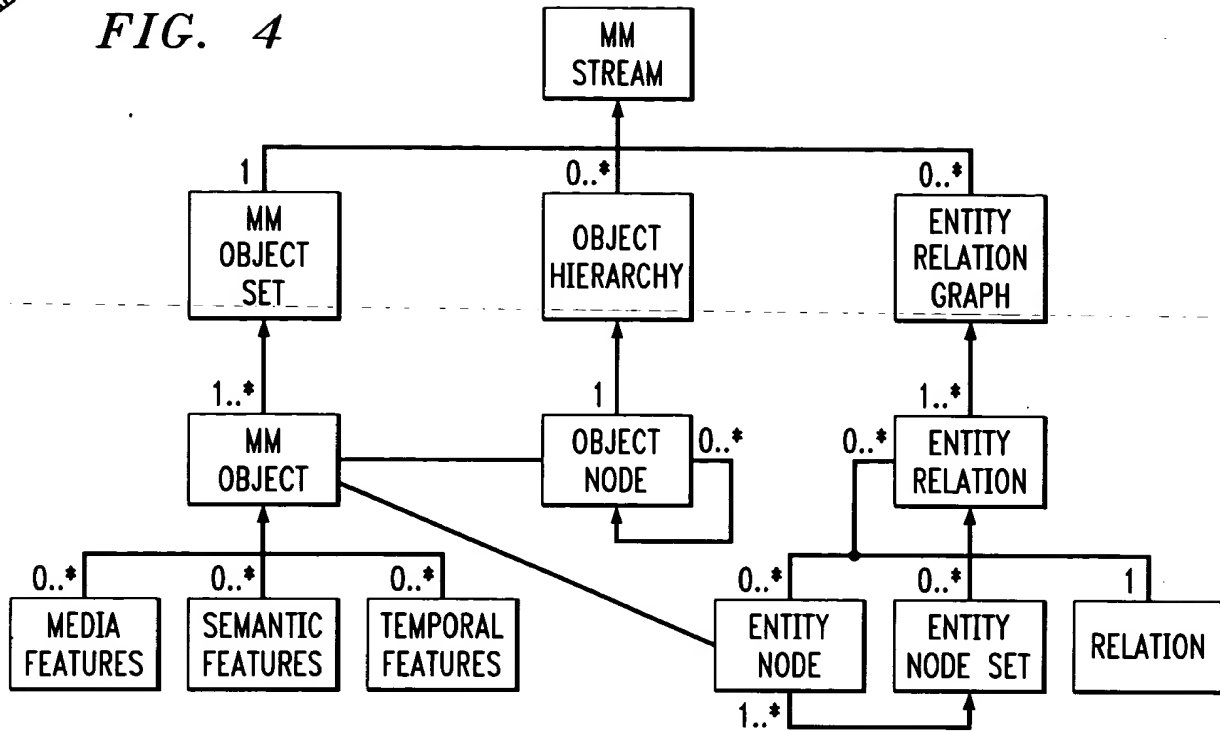 FIG. 4
MM
STREAM
1
0..*
0..*
MM
OBJECT
SET
OBJECT
HIERARCHY
ENTITY
RELATION
GRAPH
1..*
1
1..*
MM
OBJECT
OBJECT
NODE
0..*
0..*
ENTITY
RELATION
0..*
0..*
0..*
0..*
0..*
1
MEDIA
FEATURES
SEMANTIC
FEATURES
TEMPORAL
FEATURES
ENTITY
NODE
ENTITY
NODE SET
RELATION
1..*